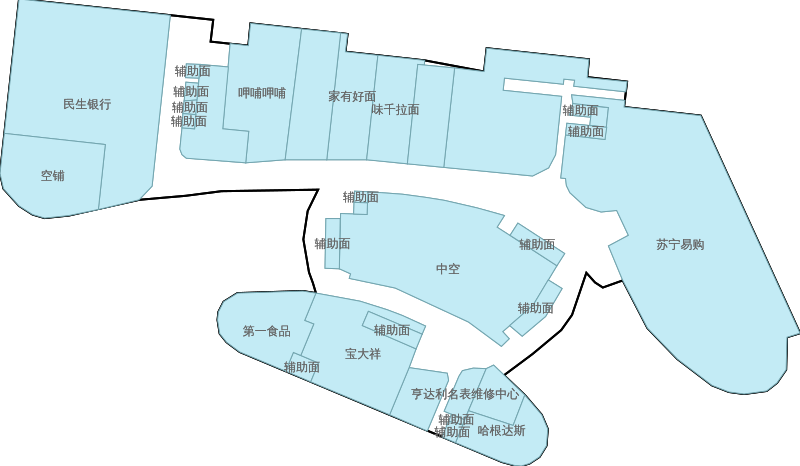 民生银行
空铺
辅助面
辅助面
辅助面
辅助面
呷哺呷哺
家有好面
味千拉面
辅助面
辅助面
苏宁易购
辅助面
辅助面
中空
辅助面
辅助面
第一食品
辅助面
宝大祥
辅助面
亨达利名表维修中心
辅助面
辅助面
哈根达斯